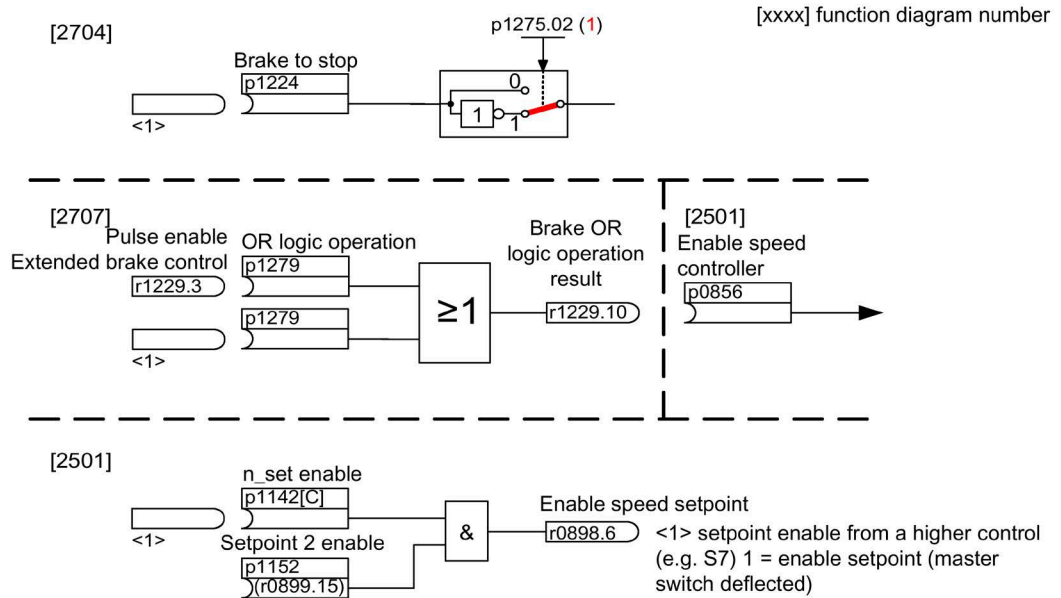 [xxxx] function diagram number
[2704]
p1275.02 (1)
Brake to stop
p1224
0
1
1
<1>
[2707]
Pulse enable
Extended brake control
r1229.3
OR logic operation
p1279
p1279
<1>
≥1
Brake OR
logic operation
result
r1229.10
[2501]
Enable speed
controller
p0856
[2501]
n_set enable
p1142[C]
<1>
Setpoint 2 enable
p1152
(r0899.15)
&
Enable speed setpoint
r0898.6
<1> setpoint enable from a higher control
(e.g. S7) 1 = enable setpoint (master
switch deflected)